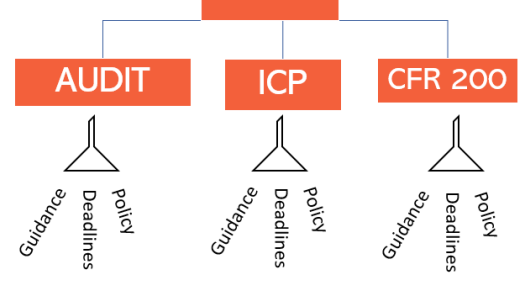 AUDIT
ICP
CFR 200
Guidance
Deadlines
Policy
Guidance
Deadlines
Policy
Guidance
Deadlines
Policy